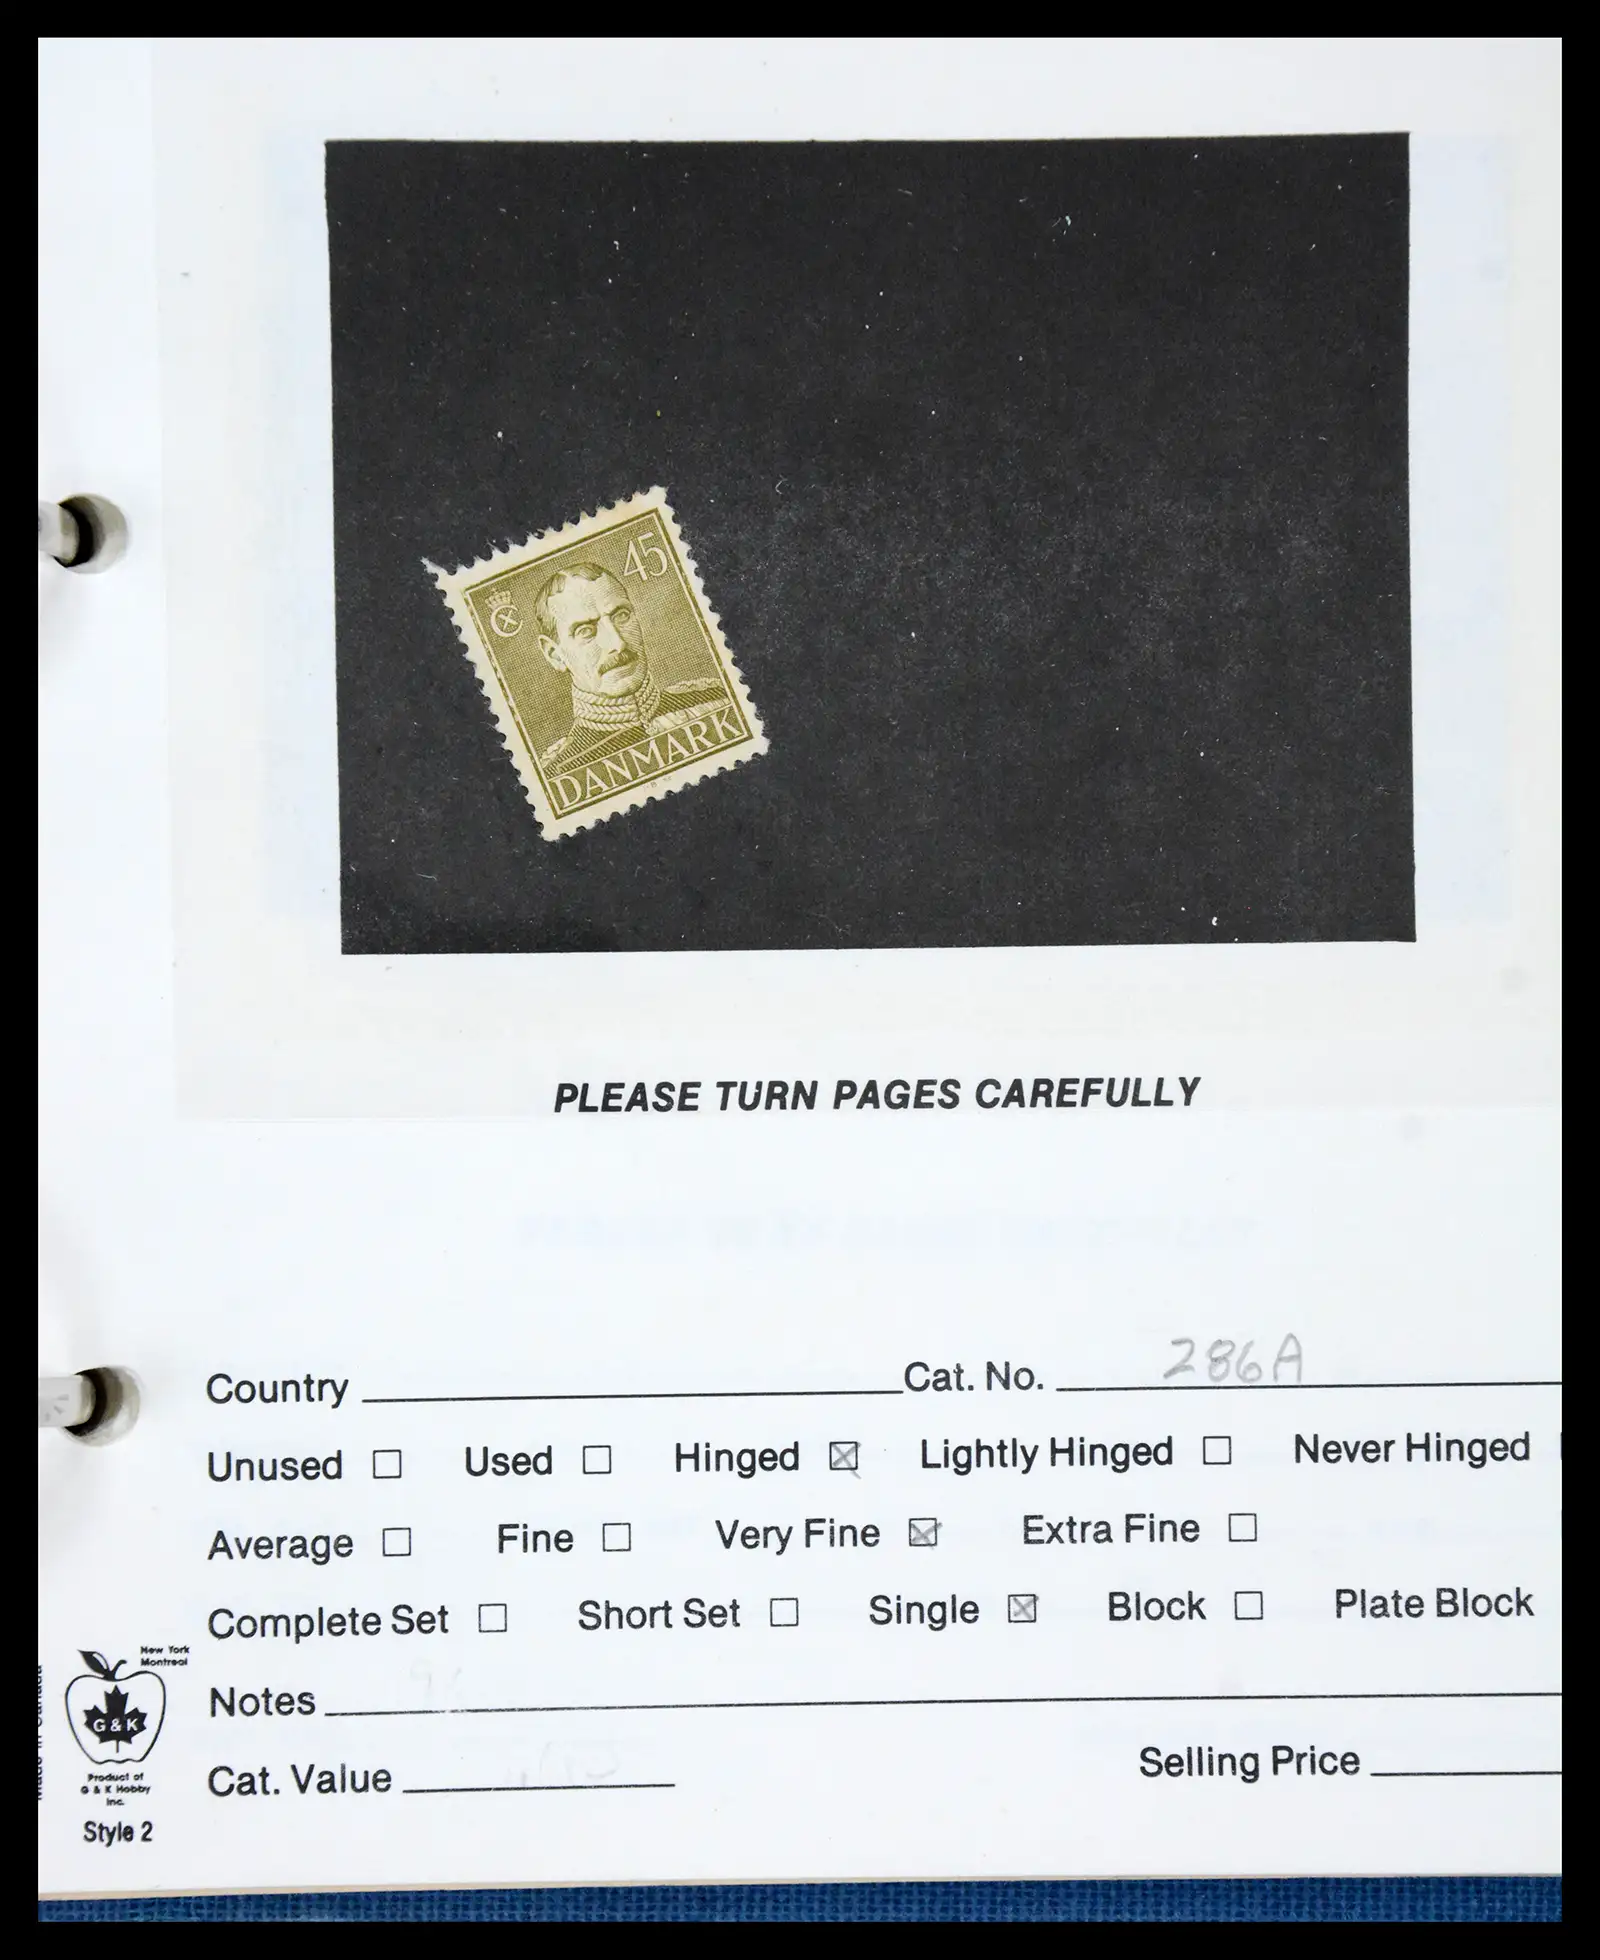 45
DANMARK
PLEASE TURN PAGES CAREFULLY
Country Cat. No. 286A
Unused ☐ Used ☐ Hinged ☒ Lightly Hinged ☐ Never Hinged
Average ☐ Fine ☐ Very Fine ☒ Extra Fine ☐
Complete Set ☐ Short Set ☐ Single ☒ Block ☐ Plate Block
New York
Montreal
G & K
Product of
G & K Hobby
Inc.
Style 2
Notes
Cat. Value Selling Price